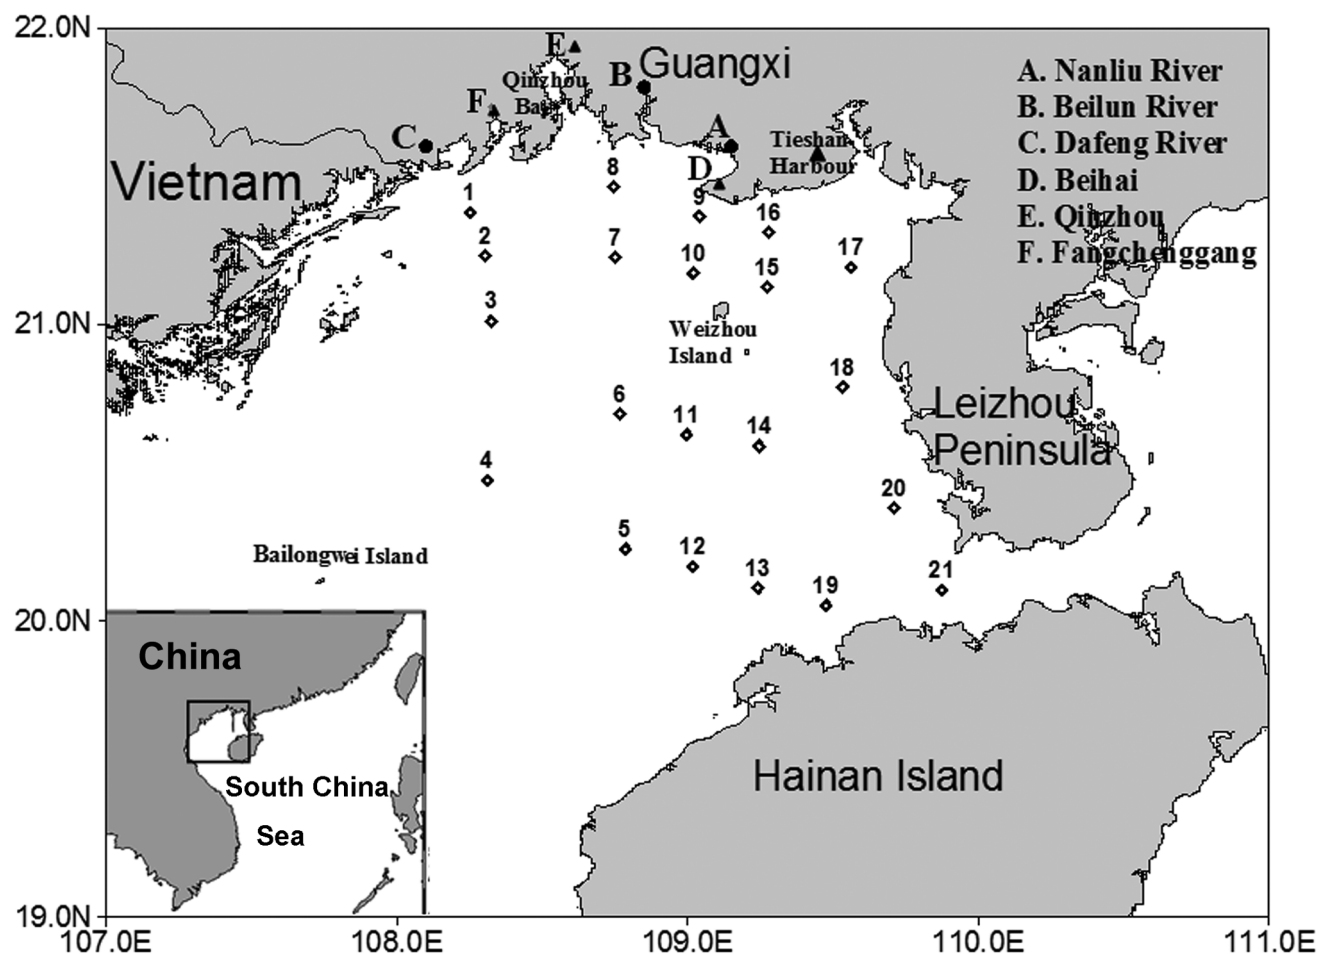 22.0N
E
Guangxi
B
Qinzhou
Bay
F
A. Nanliu River
B. Beilun River
C. Dafeng River
D. Beihai
E. Qinzhou
F. Fangchenggang
C
A
Tieshan
Harbour
Vietnam
D
8
1
9
16
2
7
10
15
17
3
21.0N
Weizhou
Island
18
6
11
14
Leizhou
Peninsula
4
20
5
12
Bailongwei Island
13
19
21
20.0N
China
South China
Sea
Hainan Island
19.0N
107.0E
108.0E
109.0E
110.0E
111.0E